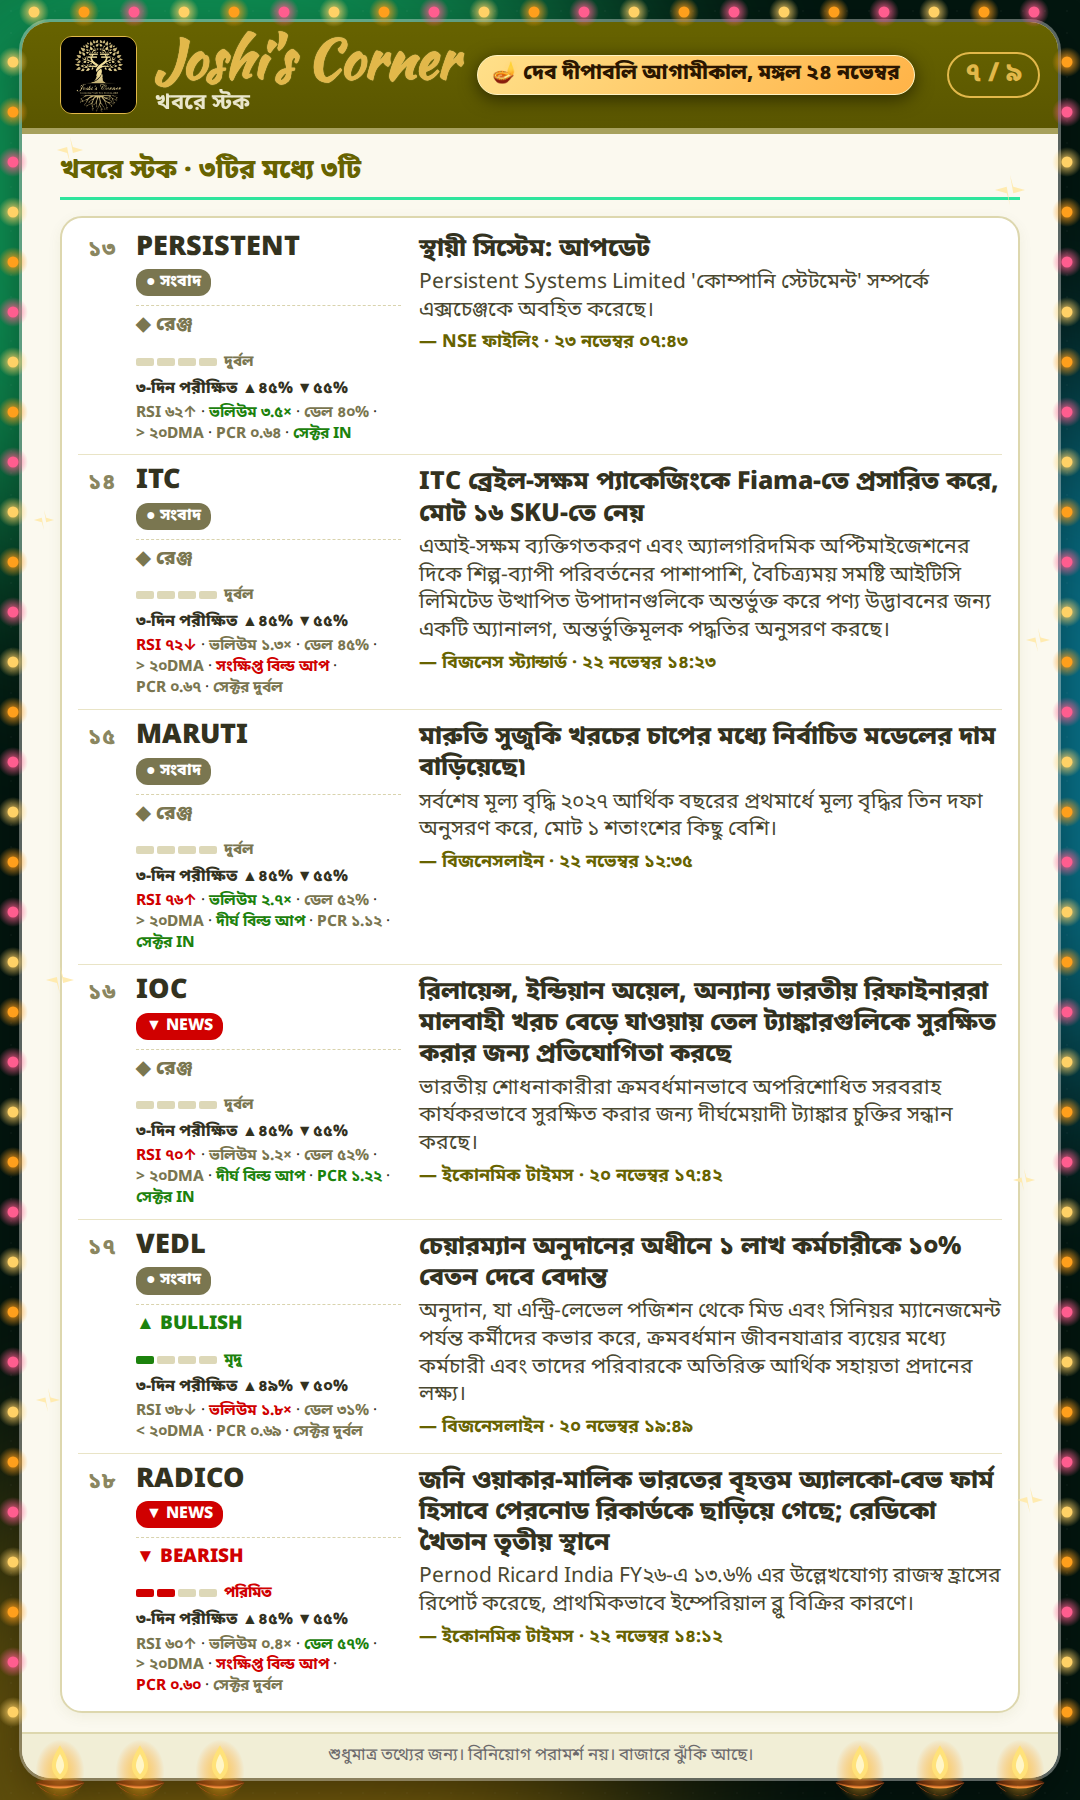 Joshi's Corner
Joshi's Corner
খবরে স্টক
দেব দীপাবলি আগামীকাল, মঙ্গল ২৪ নভেম্বর
৭ / ৯
খবরে স্টক · ৩টির মধ্যে ৩টি
১৩ PERSISTENT
● সংবাদ
◆ রেঞ্জ
দুর্বল
৩-দিন পরীক্ষিত ▲৪৫% ▼৫৫%
RSI ৬২↑ · ভলিউম ৩.৫× · ডেল ৪০% ·
> ২০DMA · PCR ০.৬৪ · সেক্টর IN
স্থায়ী সিস্টেম: আপডেট
Persistent Systems Limited 'কোম্পানি স্টেটমেন্ট' সম্পর্কে
এক্সচেঞ্জকে অবহিত করেছে।
— NSE ফাইলিং · ২৩ নভেম্বর ০৭:৪৩
১৪ ITC
● সংবাদ
◆ রেঞ্জ
দুর্বল
৩-দিন পরীক্ষিত ▲৪৫% ▼৫৫%
RSI ৭২↓ · ভলিউম ১.৩× · ডেল ৪৫% ·
> ২০DMA · সংক্ষিপ্ত বিল্ড আপ ·
PCR ০.৬৭ · সেক্টর দুর্বল
ITC ব্রেইল-সক্ষম প্যাকেজিংকে Fiama-তে প্রসারিত করে,
মোট ১৬ SKU-তে নেয়
এআই-সক্ষম ব্যক্তিগতকরণ এবং অ্যালগরিদমিক অপ্টিমাইজেশনের
দিকে শিল্প-ব্যাপী পরিবর্তনের পাশাপাশি, বৈচিত্র্যময় সমষ্টি আইটিসি
লিমিটেড উত্থাপিত উপাদানগুলিকে অন্তর্ভুক্ত করে পণ্য উদ্ভাবনের জন্য
একটি অ্যানালগ, অন্তর্ভুক্তিমূলক পদ্ধতির অনুসরণ করছে।
— বিজনেস স্ট্যান্ডার্ড · ২২ নভেম্বর ১৪:২৩
১৫ MARUTI
● সংবাদ
◆ রেঞ্জ
দুর্বল
৩-দিন পরীক্ষিত ▲৪৫% ▼৫৫%
RSI ৭৬↑ · ভলিউম ২.৭× · ডেল ৫২% ·
> ২০DMA · দীর্ঘ বিল্ড আপ · PCR ১.১২ ·
সেক্টর IN
মারুতি সুজুকি খরচের চাপের মধ্যে নির্বাচিত মডেলের দাম
বাড়িয়েছে৷
সর্বশেষ মূল্য বৃদ্ধি ২০২৭ আর্থিক বছরের প্রথমার্ধে মূল্য বৃদ্ধির তিন দফা
অনুসরণ করে, মোট ১ শতাংশের কিছু বেশি।
— বিজনেসলাইন · ২২ নভেম্বর ১২:৩৫
১৬ IOC
▼ NEWS
◆ রেঞ্জ
দুর্বল
৩-দিন পরীক্ষিত ▲৪৫% ▼৫৫%
RSI ৭০↑ · ভলিউম ১.২× · ডেল ৫২% ·
> ২০DMA · দীর্ঘ বিল্ড আপ · PCR ১.২২ ·
সেক্টর IN
রিলায়েন্স, ইন্ডিয়ান অয়েল, অন্যান্য ভারতীয় রিফাইনাররা
মালবাহী খরচ বেড়ে যাওয়ায় তেল ট্যাঙ্কারগুলিকে সুরক্ষিত
করার জন্য প্রতিযোগিতা করছে
ভারতীয় শোধনাকারীরা ক্রমবর্ধমানভাবে অপরিশোধিত সরবরাহ
কার্যকরভাবে সুরক্ষিত করার জন্য দীর্ঘমেয়াদী ট্যাঙ্কার চুক্তির সন্ধান
করছে।
— ইকোনমিক টাইমস · ২০ নভেম্বর ১৭:৪২
১৭ VEDL
● সংবাদ
▲ BULLISH
মৃদু
৩-দিন পরীক্ষিত ▲৪৯% ▼৫০%
RSI ৩৮↓ · ভলিউম ১.৮× · ডেল ৩১% ·
< ২০DMA · PCR ০.৬৯ · সেক্টর দুর্বল
চেয়ারম্যান অনুদানের অধীনে ১ লাখ কর্মচারীকে ১০%
বেতন দেবে বেদান্ত
অনুদান, যা এন্ট্রি-লেভেল পজিশন থেকে মিড এবং সিনিয়র ম্যানেজমেন্ট
পর্যন্ত কর্মীদের কভার করে, ক্রমবর্ধমান জীবনযাত্রার ব্যয়ের মধ্যে
কর্মচারী এবং তাদের পরিবারকে অতিরিক্ত আর্থিক সহায়তা প্রদানের
লক্ষ্য।
— বিজনেসলাইন · ২০ নভেম্বর ১৯:৪৯
১৮ RADICO
▼ NEWS
▼ BEARISH
পরিমিত
৩-দিন পরীক্ষিত ▲৪৫% ▼৫৫%
RSI ৬০↑ · ভলিউম ০.৪× · ডেল ৫৭% ·
> ২০DMA · সংক্ষিপ্ত বিল্ড আপ ·
PCR ০.৬০ · সেক্টর দুর্বল
জনি ওয়াকার-মালিক ভারতের বৃহত্তম অ্যালকো-বেভ ফার্ম
হিসাবে পেরনোড রিকার্ডকে ছাড়িয়ে গেছে; রেডিকো
খৈতান তৃতীয় স্থানে
Pernod Ricard India FY২৬-এ ১৩.৬% এর উল্লেখযোগ্য রাজস্ব হ্রাসের
রিপোর্ট করেছে, প্রাথমিকভাবে ইম্পেরিয়াল ব্লু বিক্রির কারণে।
— ইকোনমিক টাইমস · ২২ নভেম্বর ১৪:১২
শুধুমাত্র তথ্যের জন্য। বিনিয়োগ পরামর্শ নয়। বাজারে ঝুঁকি আছে।